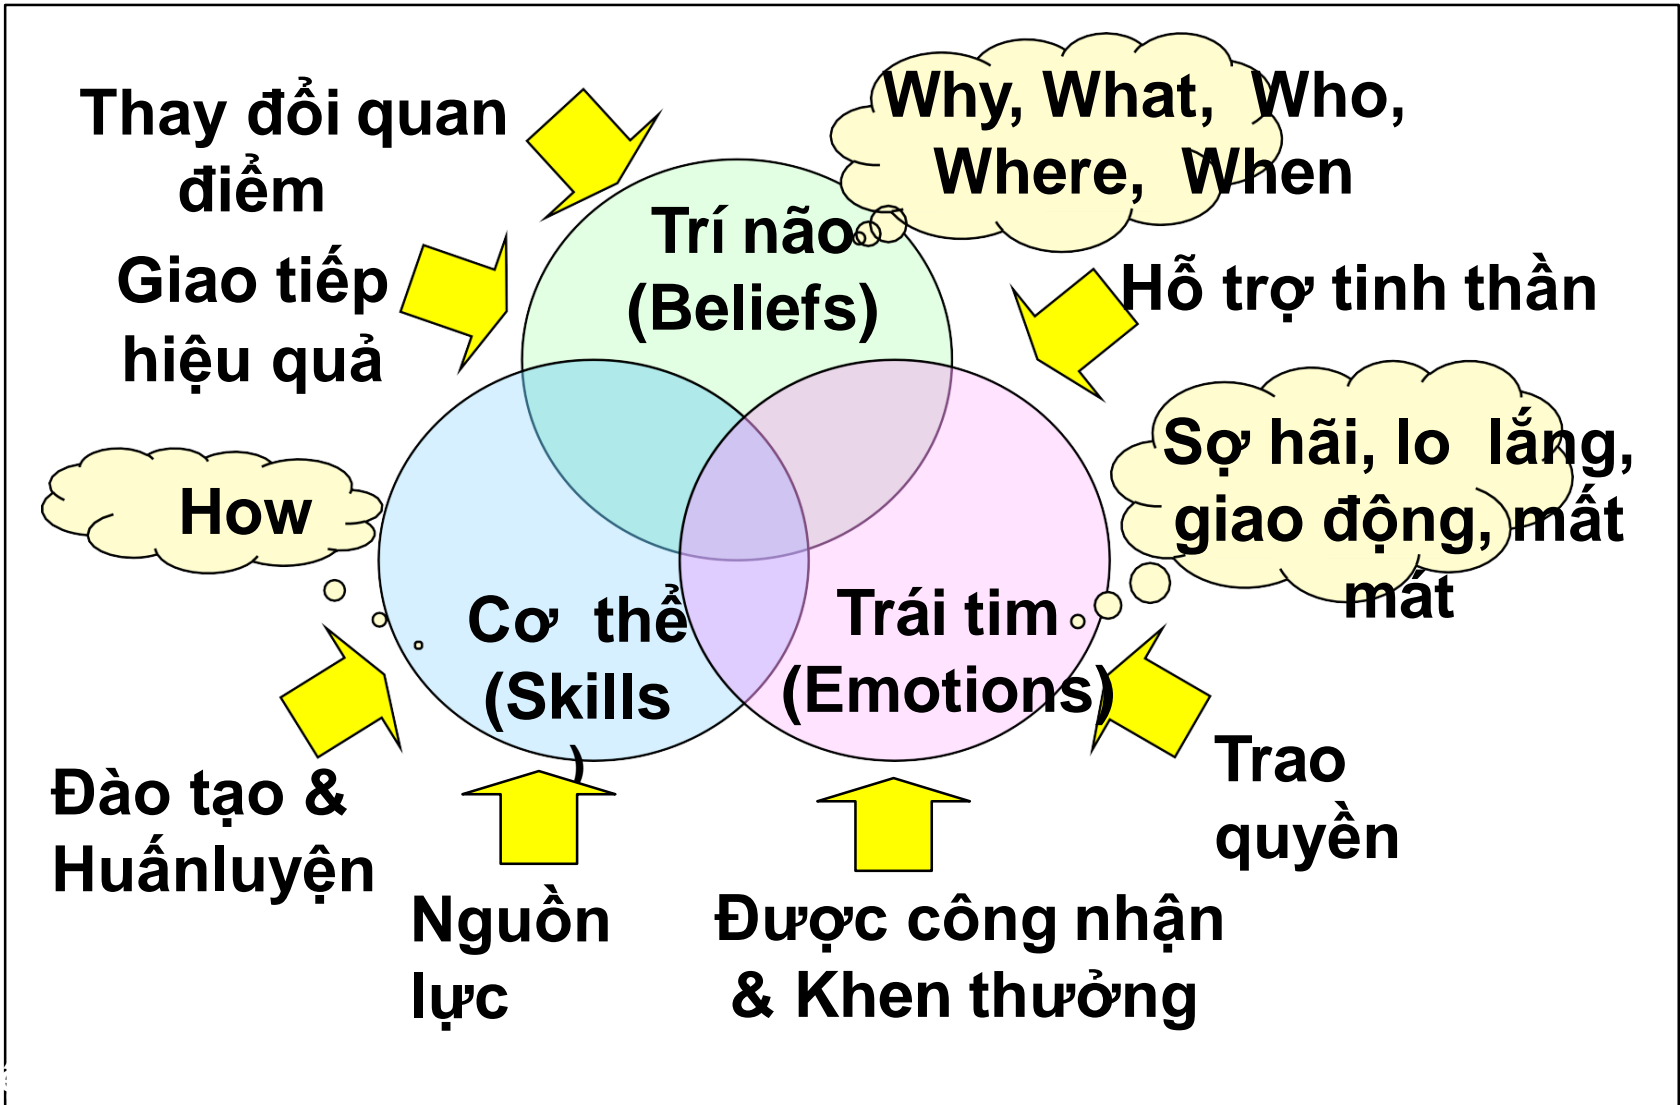 Thay đổi quan
điểm
Giao tiếp
hiệu quả
Why, What, Who,
Where, When
Trí não
(Beliefs)
Hỗ trợ tinh thần
Sợ hãi, lo lắng,
giao động, mất
mát
How
Cơ thể
(Skills
)
Trái tim
(Emotions)
Đào tạo &
Huấnluyện
Nguồn
lực
Được công nhận
& Khen thưởng
Trao
quyền